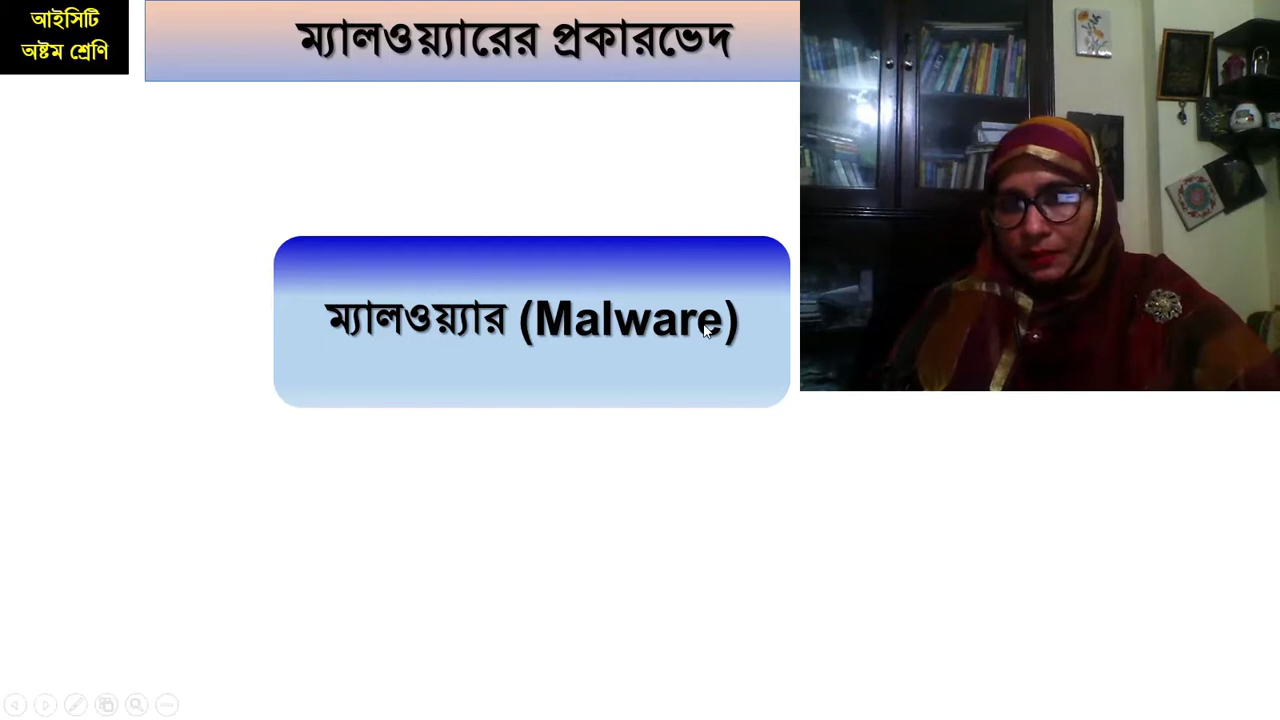 আইসিটি
অষ্টম শ্রেণি
ম্যালওয়্যারের প্রকারভেদ
ম্যালওয়্যার (Malware)